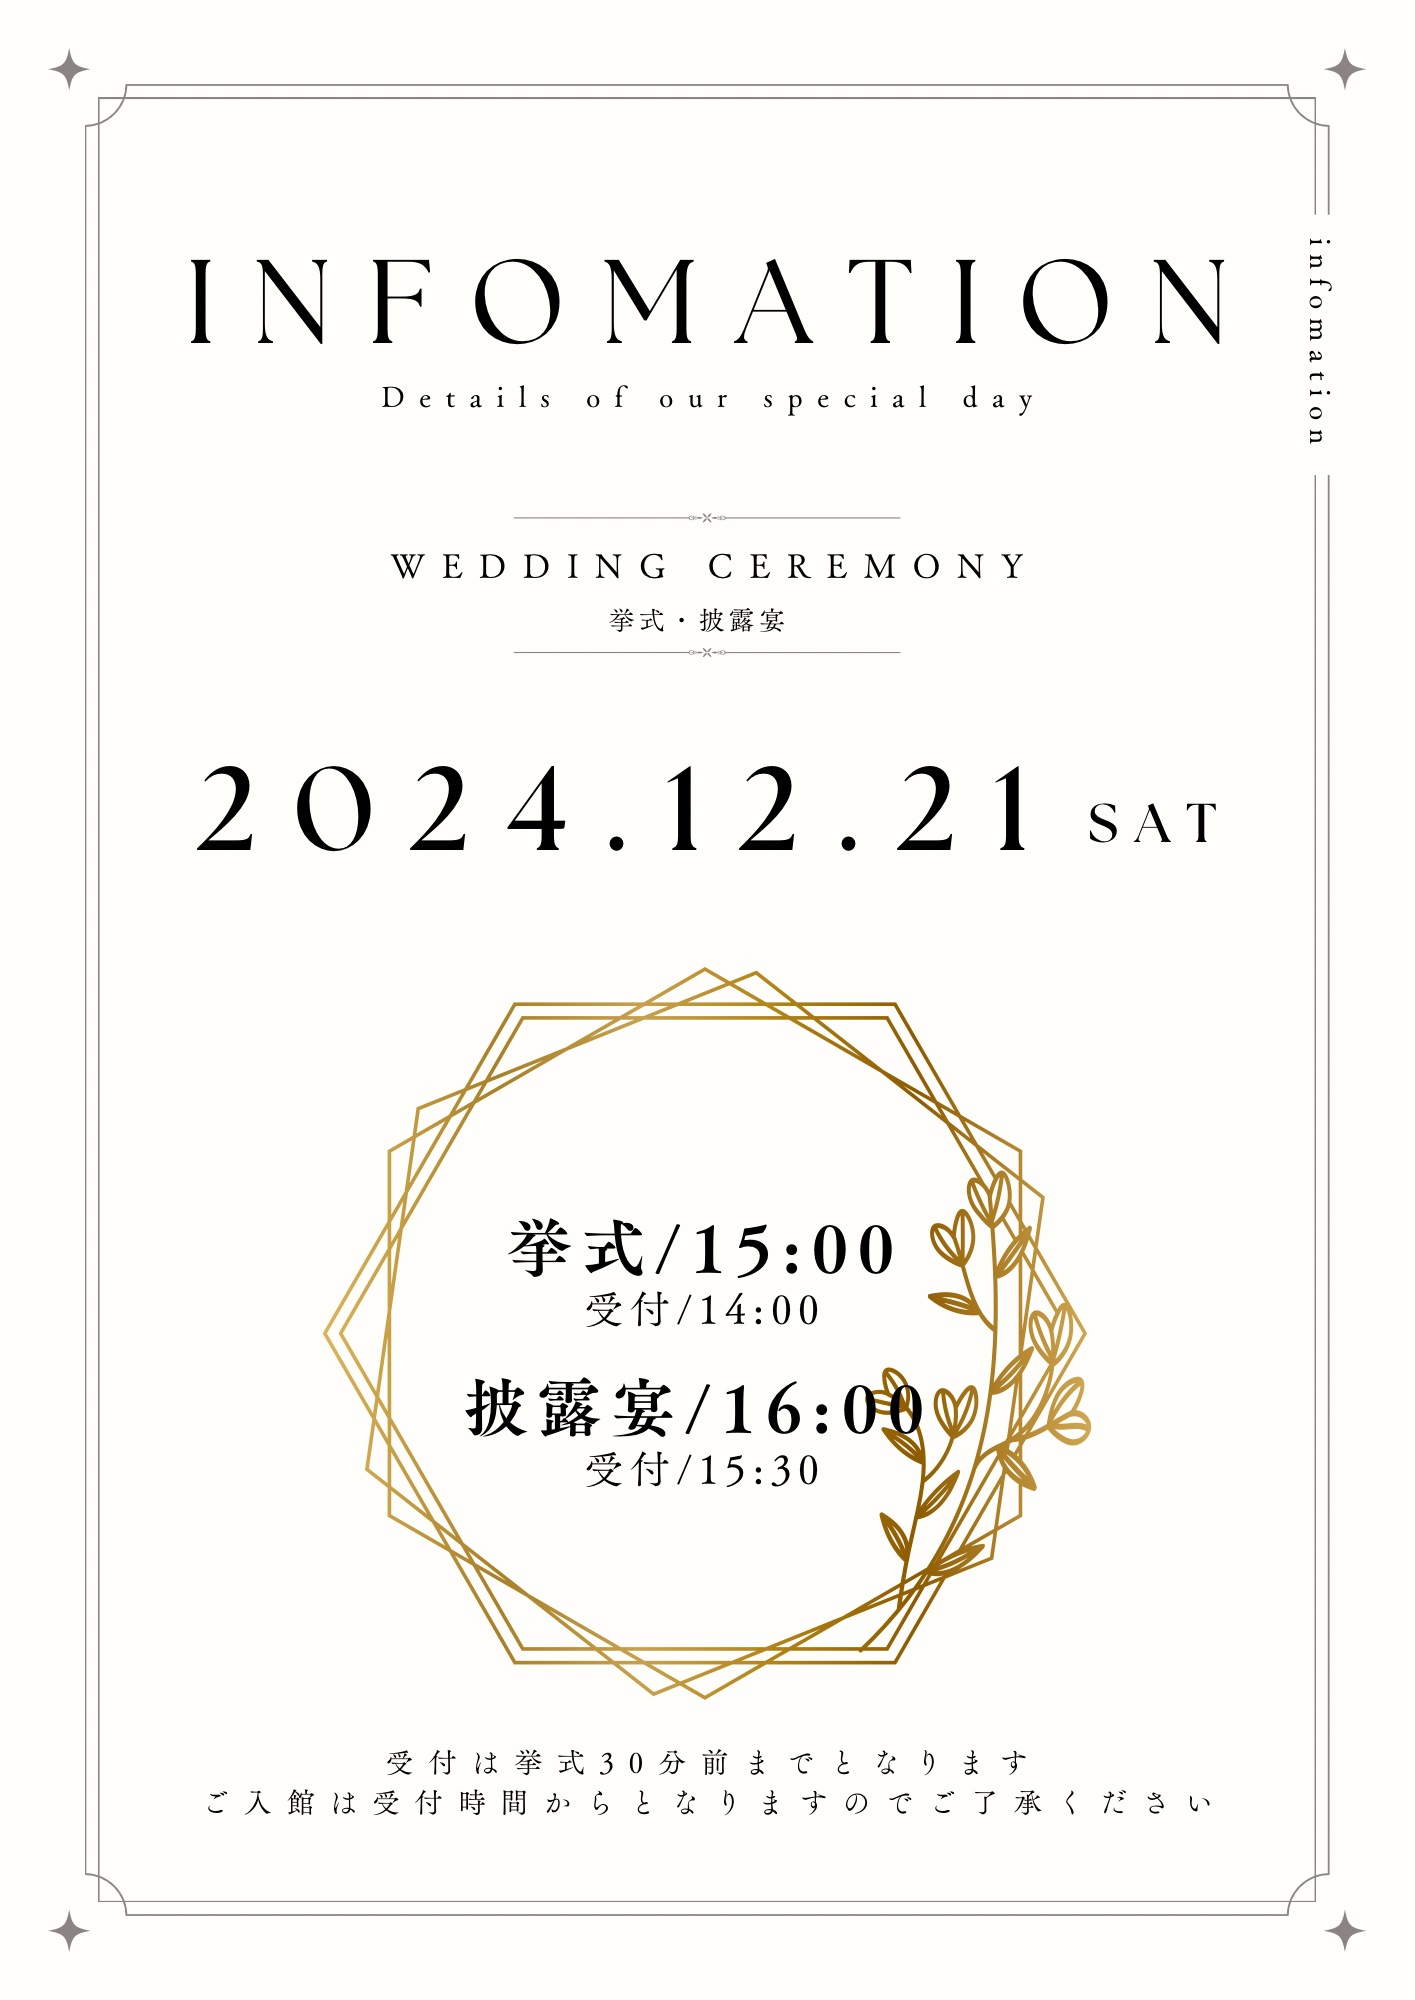 INFOMATION
infomation
Details of our special day
WEDDING CEREMONY
挙式・披露宴
2024.12.21 SAT
挙式/15:00
受付/14:00
披露宴/16:00
受付/15:30
受付は挙式30分前までとなります
ご入館は受付時間からとなりますのでご了承ください